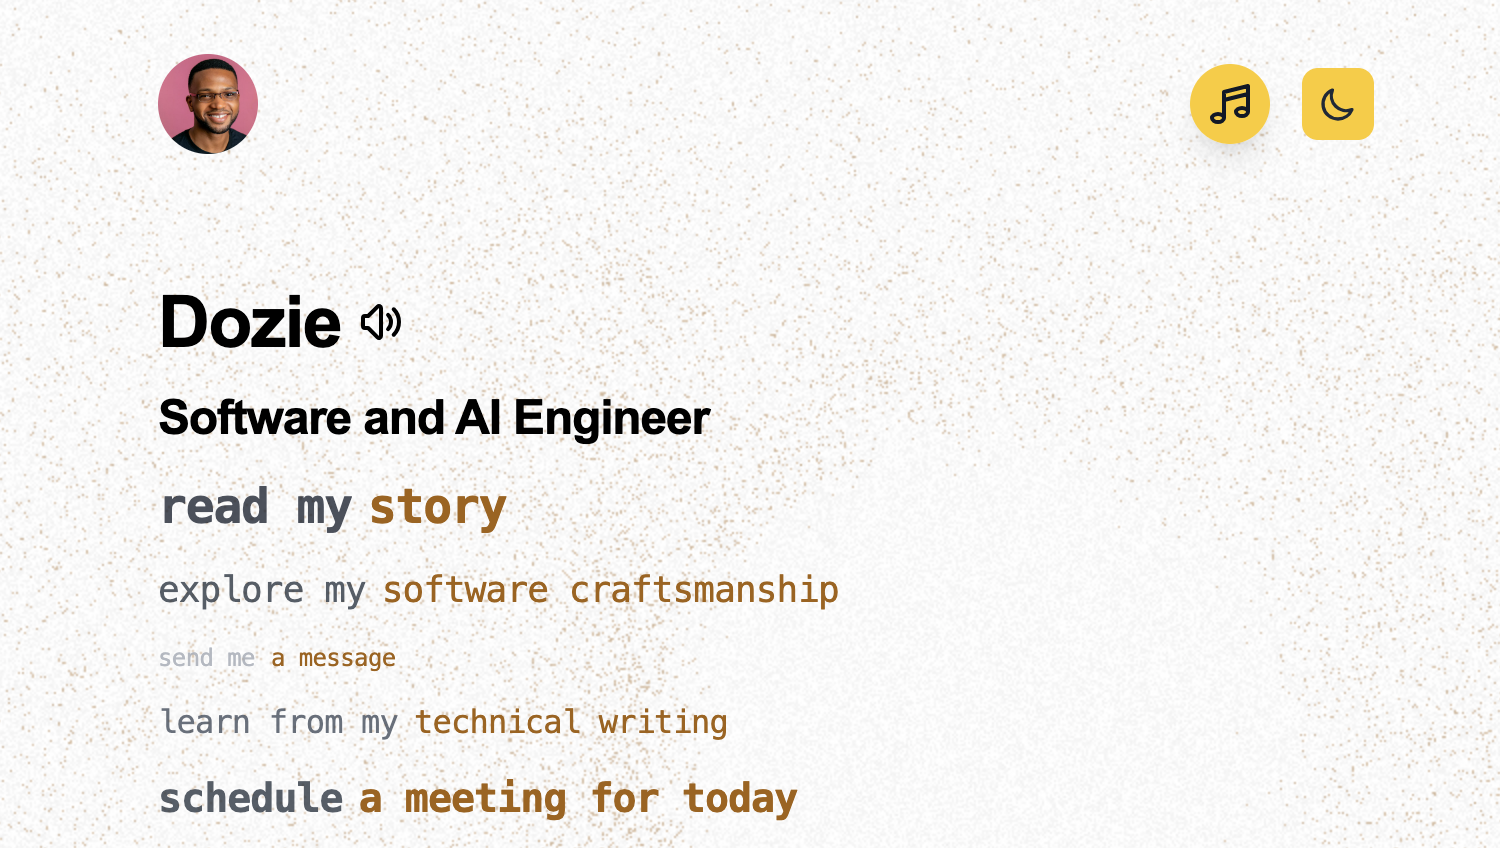 Dozie
Software and AI Engineer
read my story
explore my software craftsmanship
send me a message
learn from my technical writing
schedule a meeting for today